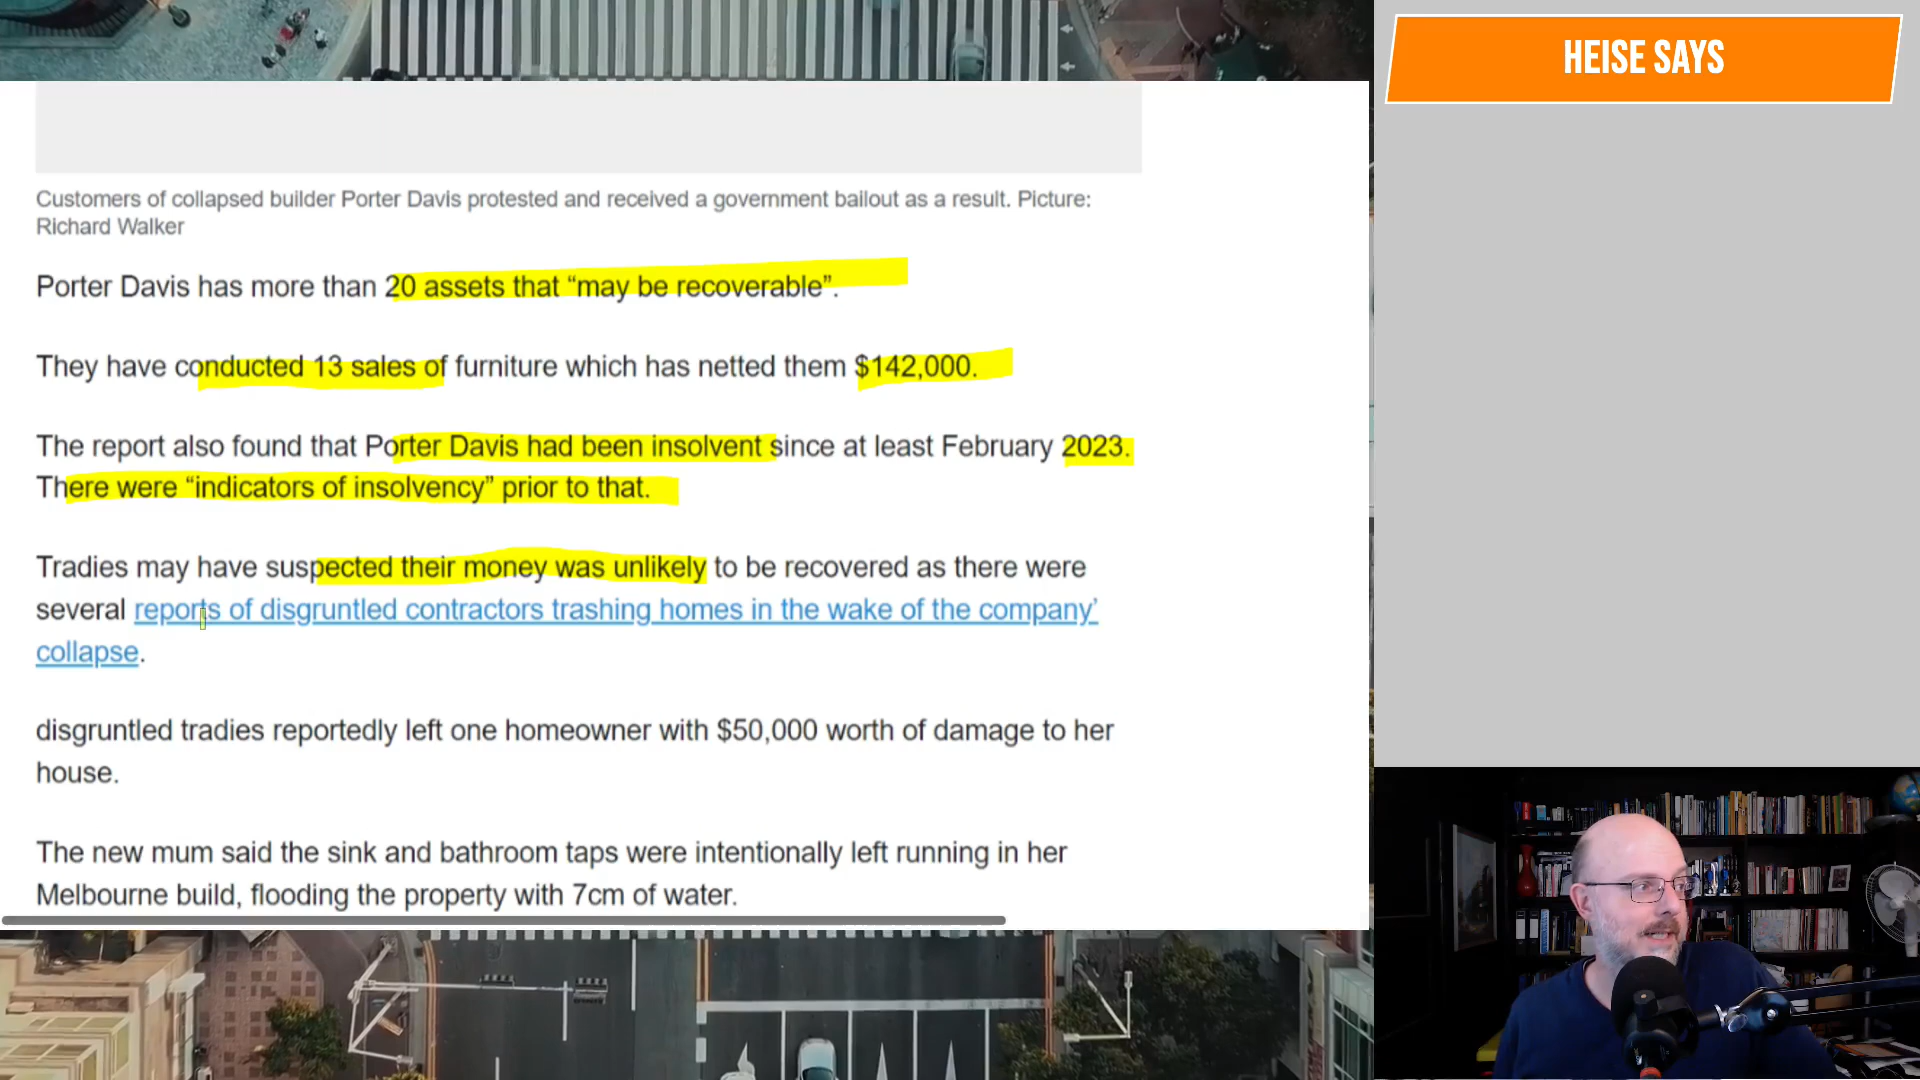 HEISE SAYS
Customers of collapsed builder Porter Davis protested and received a government bailout as a result. Picture:
Richard Walker
Porter Davis has more than 20 assets that “may be recoverable”.
They have conducted 13 sales of furniture which has netted them $142,000.
The report also found that Porter Davis had been insolvent since at least February 2023.
There were “indicators of insolvency” prior to that.
Tradies may have suspected their money was unlikely to be recovered as there were
several reports of disgruntled contractors trashing homes in the wake of the company’
collapse.
disgruntled tradies reportedly left one homeowner with $50,000 worth of damage to her
house.
The new mum said the sink and bathroom taps were intentionally left running in her
Melbourne build, flooding the property with 7cm of water.